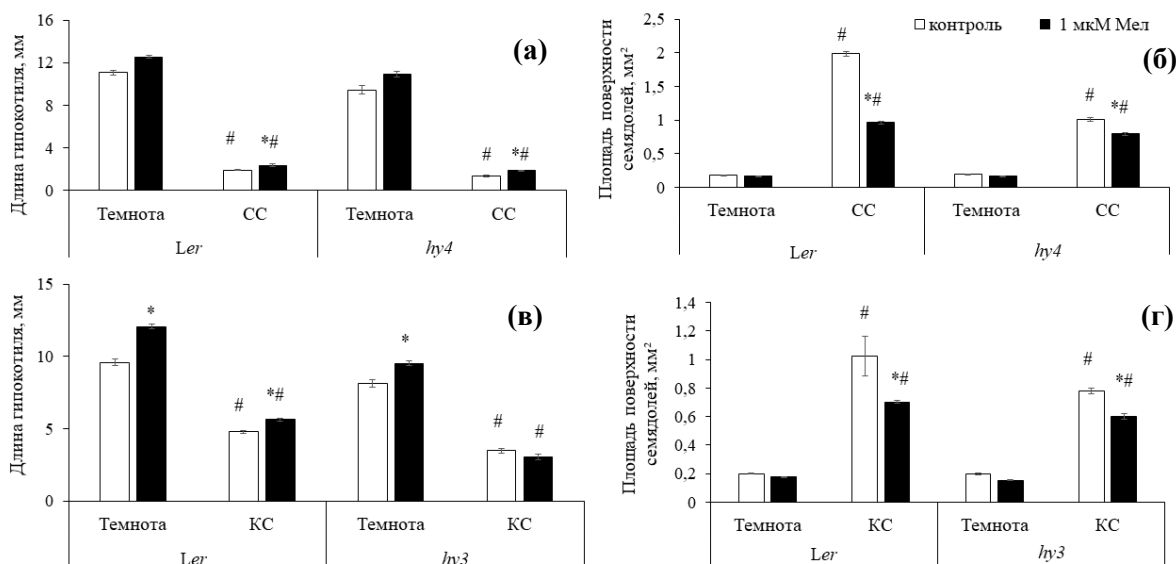 Длина гипокотиля, мм
16
12
8
4
0
(а)
# *# # *#
Темнота СС Темнота СС
Ler hy4
Площадь поверхности
семядолей, мм²
2,5
2
1,5
1
0,5
0
контроль 1 мкМ Мел
(б)
# *# # *#
Темнота СС Темнота СС
Ler hy4
Длина гипокотиля, мм
15
10
5
0
(в)
* # *# * # #
Темнота КС Темнота КС
Ler hy3
Площадь поверхности
семядолей, мм²
1,4
1,2
1
0,8
0,6
0,4
0,2
0
(г)
# *# # *#
Темнота КС Темнота КС
Ler hy3